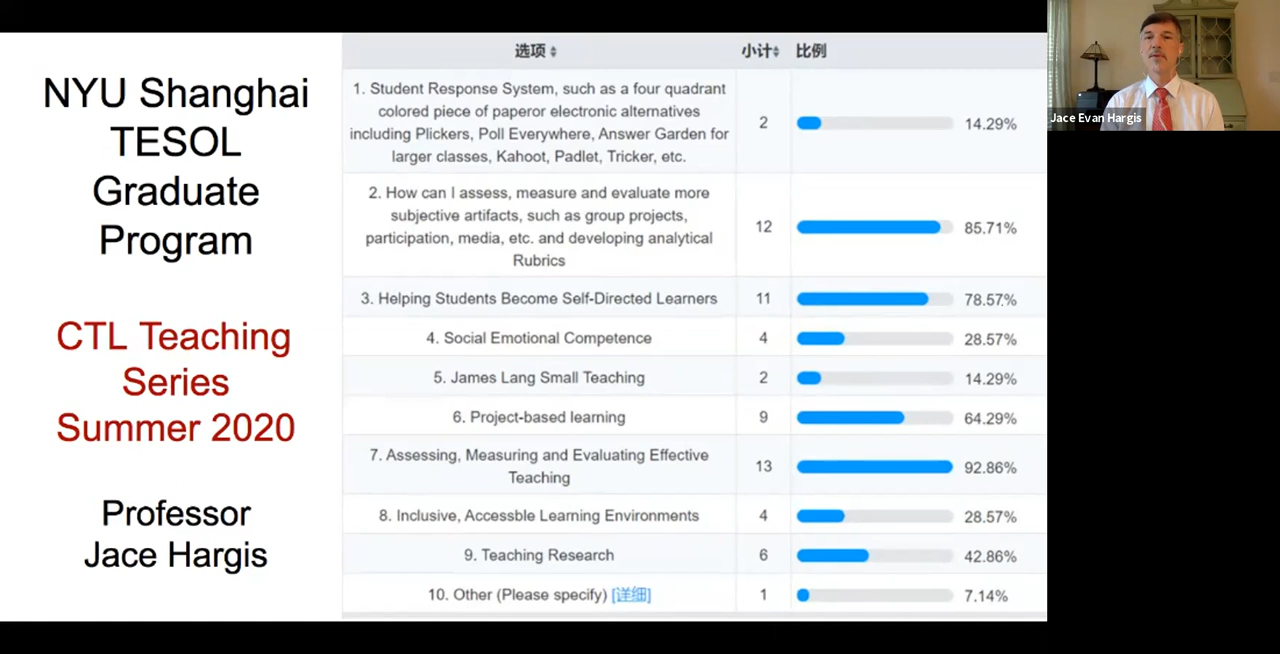 NYU Shanghai
TESOL
Graduate
Program
CTL Teaching
Series
Summer 2020
Professor
Jace Hargis
选项 小计 比例
1. Student Response System, such as a four quadrant
colored piece of paperor electronic alternatives
including Plickers, Poll Everywhere, Answer Garden for
larger classes, Kahoot, Padlet, Tricker, etc.
2 14.29%
2. How can I assess, measure and evaluate more
subjective artifacts, such as group projects,
participation, media, etc. and developing analytical
Rubrics
12 85.71%
3. Helping Students Become Self-Directed Learners 11 78.57%
4. Social Emotional Competence 4 28.57%
5. James Lang Small Teaching 2 14.29%
6. Project-based learning 9 64.29%
7. Assessing, Measuring and Evaluating Effective
Teaching
13 92.86%
8. Inclusive, Accessble Learning Environments 4 28.57%
9. Teaching Research 6 42.86%
10. Other (Please specify) [详细] 1 7.14%
Jace Evan Hargis